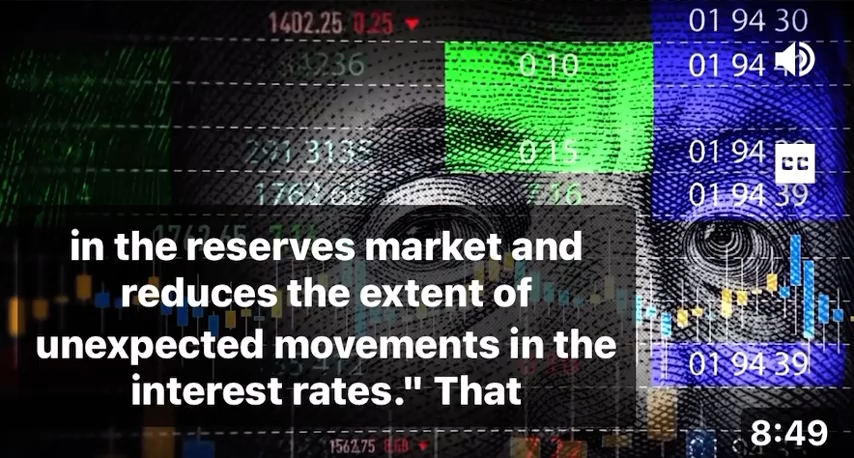 1402.25 0.25
01 94 30
0 10
01 94
0 15
01 94
01 94 39
in the reserves market and
reduces the extent of
unexpected movements in the
interest rates." That
01 94 39
1562.75
8:49